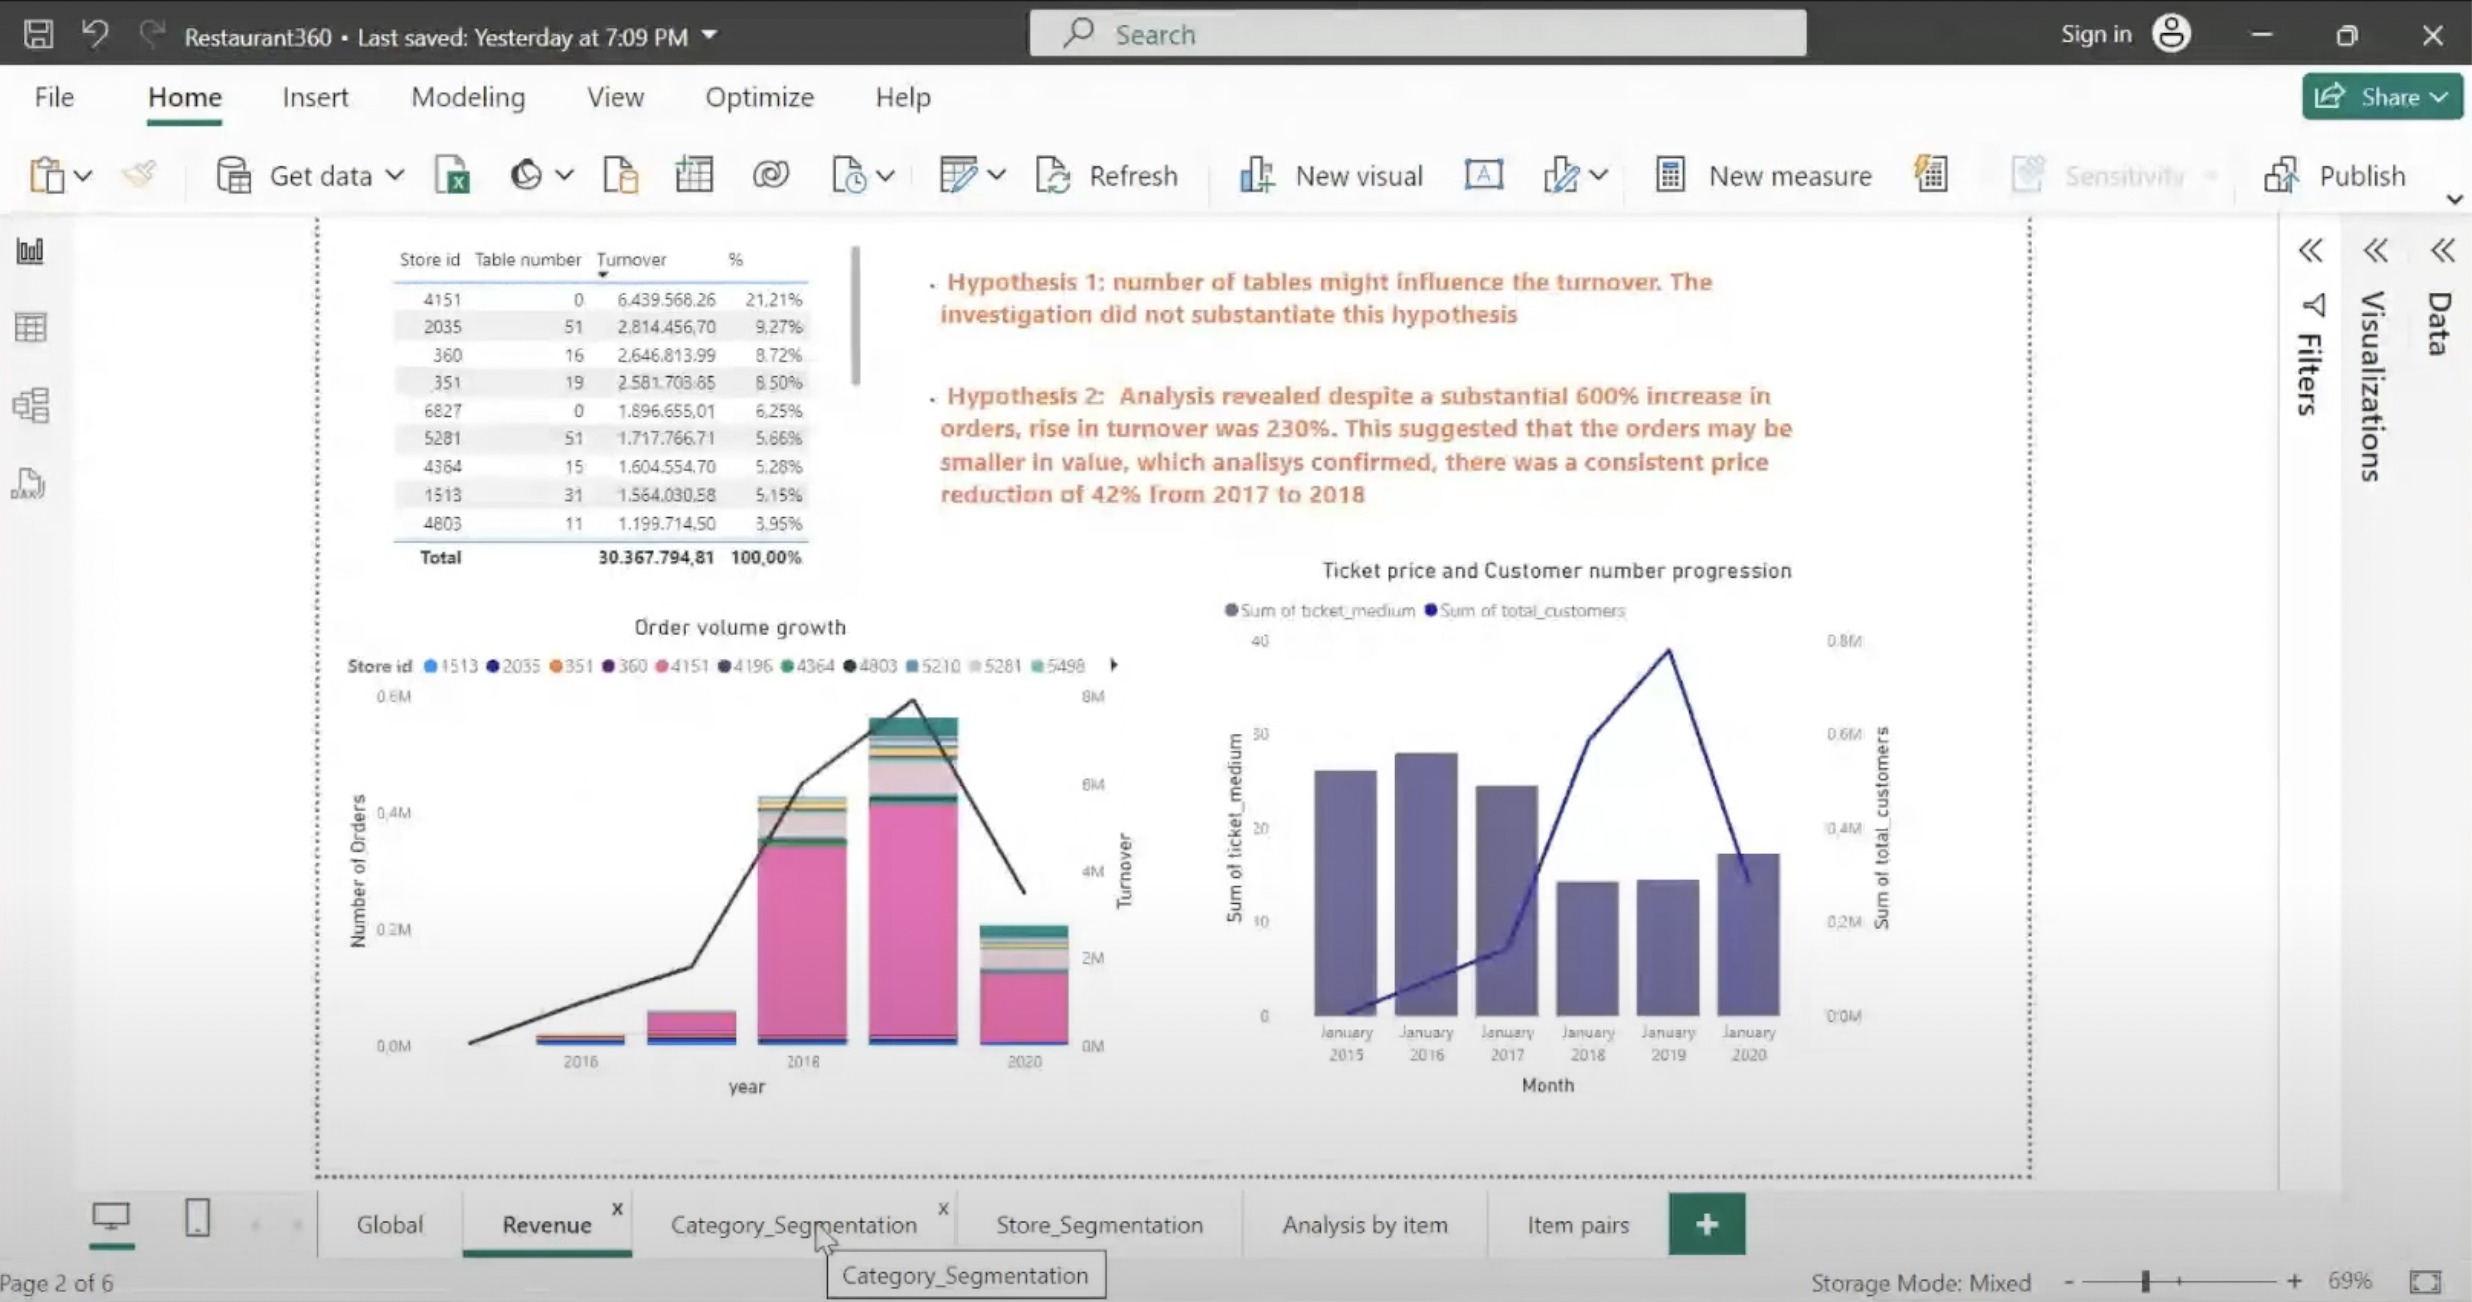 Restaurant360 • Last saved: Yesterday at 7:09 PM
Search
Sign in
File Home Insert Modeling View Optimize Help
Share
Get data
Refresh
New visual
A
New measure
Sensitivity
Publish
Store id Table number Turnover %
4151 0 6.439.568,26 21,21%
2035 51 2.814.456,70 9,27%
360 16 2.646.813,99 8,72%
351 19 2.581.703,85 8,50%
6827 0 1.896.655,01 6,25%
5281 51 1.717.766,71 5,66%
4364 15 1.604.554,70 5,28%
1513 31 1.564.030,58 5,15%
4803 11 1.199.714,50 3,95%
Total 30.367.794,81 100,00%
. Hypothesis 1: number of tables might influence the turnover. The
investigation did not substantiate this hypothesis
. Hypothesis 2: Analysis revealed despite a substantial 600% increase in
orders, rise in turnover was 230%. This suggested that the orders may be
smaller in value, which analisys confirmed, there was a consistent price
reduction of 42% from 2017 to 2018
Filters
Visualizations
Data
DAX
Order volume growth
Store id 1513 2035 351 360 4151 4196 4364 4803 5210 5281 5498
0,6M
0,4M
0,2M
0,0M
Number of Orders
8M
6M
4M
2M
0M
Turnover
2016 2018 2020
year
Ticket price and Customer number progression
Sum of ticket_medium Sum of total_customers
40
30
20
10
0
Sum of ticket_medium
0,8M
0,6M
0,4M
0,2M
0,0M
Sum of total_customers
January January January January January January
2015 2016 2017 2018 2019 2020
Month
Global
Revenue x
Category_Segmentation x
Store_Segmentation
Analysis by item
Item pairs
+
Category_Segmentation
Page 2 of 6
Storage Mode: Mixed
- + 69%